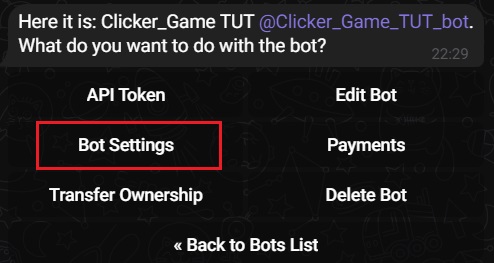 Here it is: Clicker_Game TUT @Clicker_Game_TUT_bot.
What do you want to do with the bot?
22:29
API Token
Edit Bot
Bot Settings
Payments
Transfer Ownership
Delete Bot
« Back to Bots List